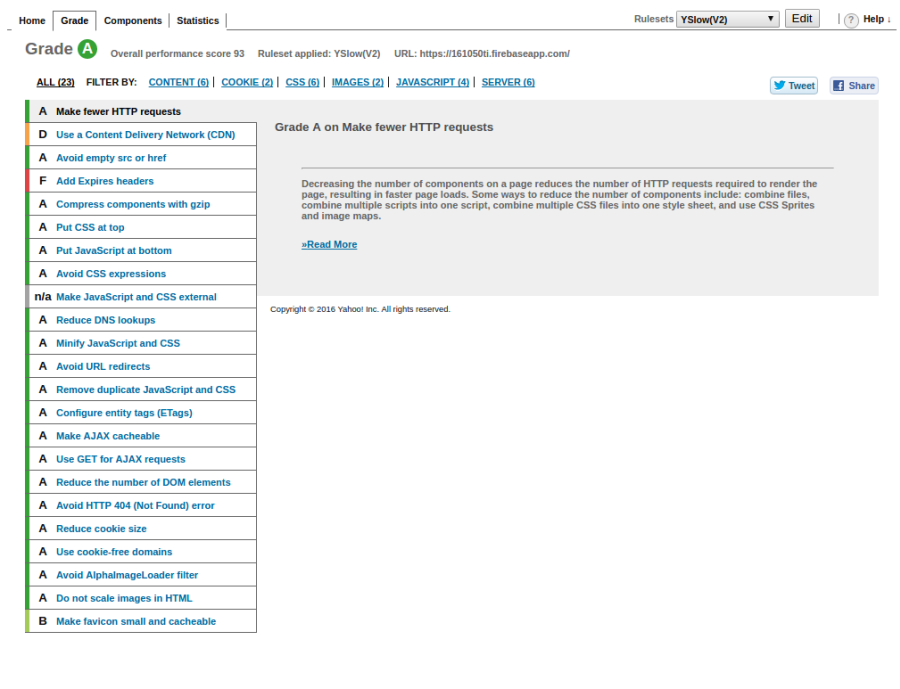 Home Grade Components Statistics Rulesets YSlow(V2) Edit ? Help ↓
Grade A Overall performance score 93 Ruleset applied: YSlow(V2) URL: https://161050ti.firebaseapp.com/
ALL (23) FILTER BY: CONTENT (6) | COOKIE (2) | CSS (6) | IMAGES (2) | JAVASCRIPT (4) | SERVER (6) Tweet Share
A Make fewer HTTP requests
D Use a Content Delivery Network (CDN)
A Avoid empty src or href
F Add Expires headers
A Compress components with gzip
A Put CSS at top
A Put JavaScript at bottom
A Avoid CSS expressions
n/a Make JavaScript and CSS external
A Reduce DNS lookups
A Minify JavaScript and CSS
A Avoid URL redirects
A Remove duplicate JavaScript and CSS
A Configure entity tags (ETags)
A Make AJAX cacheable
A Use GET for AJAX requests
A Reduce the number of DOM elements
A Avoid HTTP 404 (Not Found) error
A Reduce cookie size
A Use cookie-free domains
A Avoid AlphaImageLoader filter
A Do not scale images in HTML
B Make favicon small and cacheable
Grade A on Make fewer HTTP requests
Decreasing the number of components on a page reduces the number of HTTP requests required to render the
page, resulting in faster page loads. Some ways to reduce the number of components include: combine files,
combine multiple scripts into one script, combine multiple CSS files into one style sheet, and use CSS Sprites
and image maps.
»Read More
Copyright © 2016 Yahoo! Inc. All rights reserved.